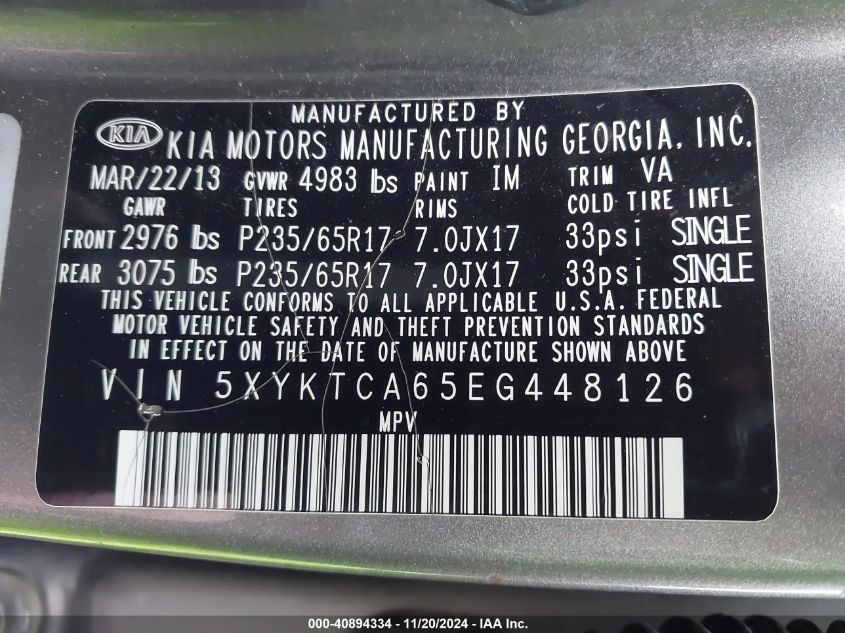 MANUFACTURED BY
KIA KIA MOTORS MANUFACTURING GEORGIA, INC.
MAR/22/13 GVWR 4983 lbs PAINT IM TRIM VA
GAWR TIRES RIMS COLD TIRE INFL
FRONT 2976 lbs P235/65R17 7.0JX17 33psi SINGLE
REAR 3075 lbs P235/65R17 7.0JX17 33psi SINGLE
THIS VEHICLE CONFORMS TO ALL APPLICABLE U.S.A. FEDERAL
MOTOR VEHICLE SAFETY AND THEFT PREVENTION STANDARDS
IN EFFECT ON THE DATE OF MANUFACTURE SHOWN ABOVE
VIN 5XYKTCA65EG448126
MPV
000-40894334 - 11/20/2024 - IAA Inc.